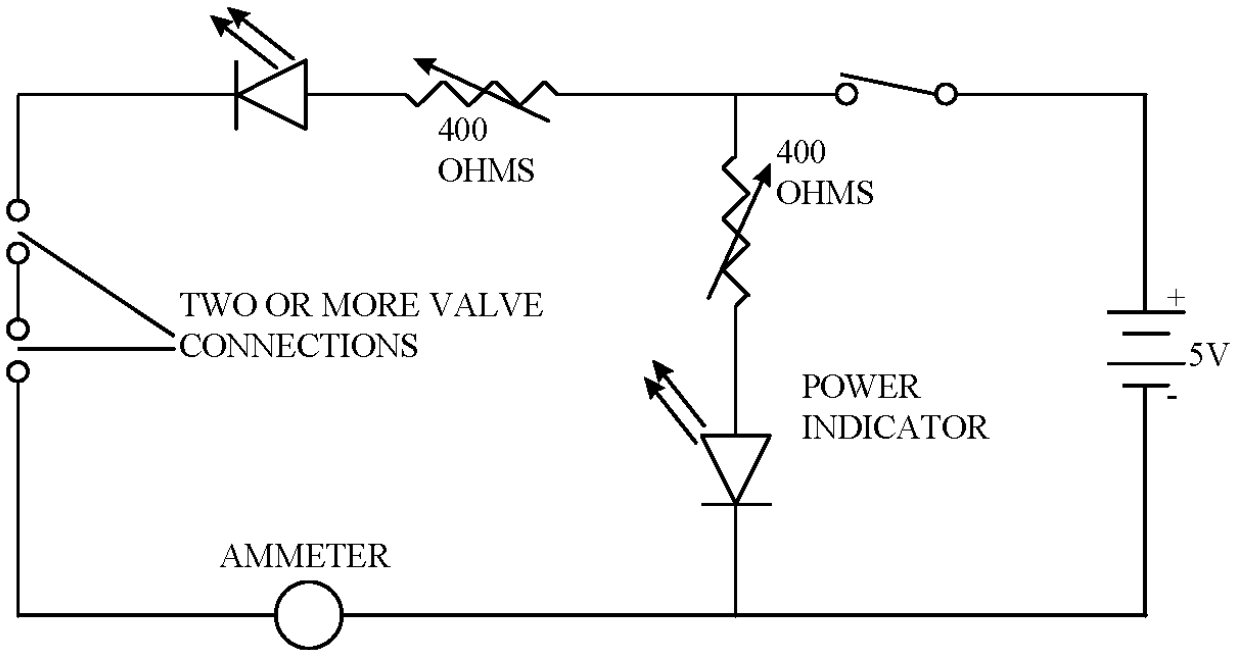 400
OHMS
400
OHMS
TWO OR MORE VALVE
CONNECTIONS
+
5V
-
POWER
INDICATOR
AMMETER